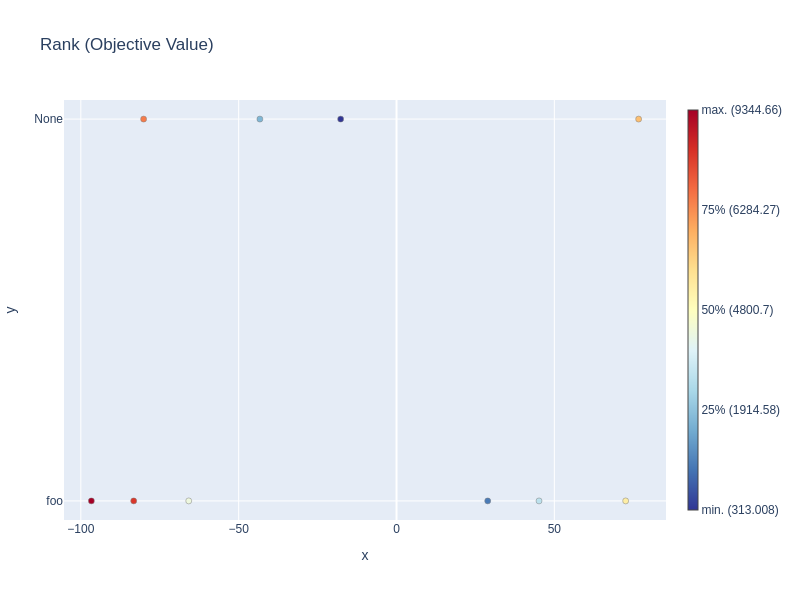 Rank (Objective Value)
None
foo
y
−100
−50
0
50
x
max. (9344.66)
75% (6284.27)
50% (4800.7)
25% (1914.58)
min. (313.008)